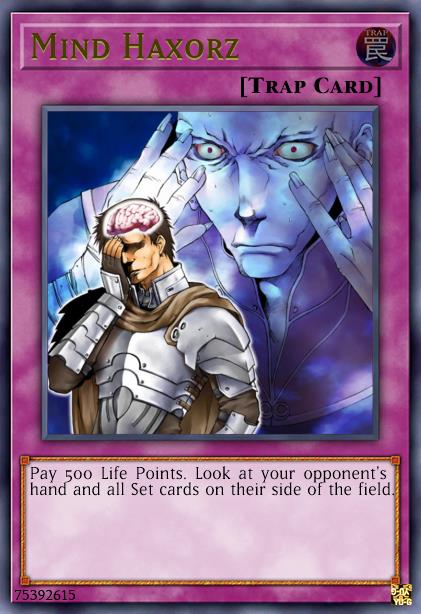 Mind Haxorz
TRAP
罠
[Trap Card]
Pay 500 Life Points. Look at your opponent's
hand and all Set cards on their side of the field.
75392615